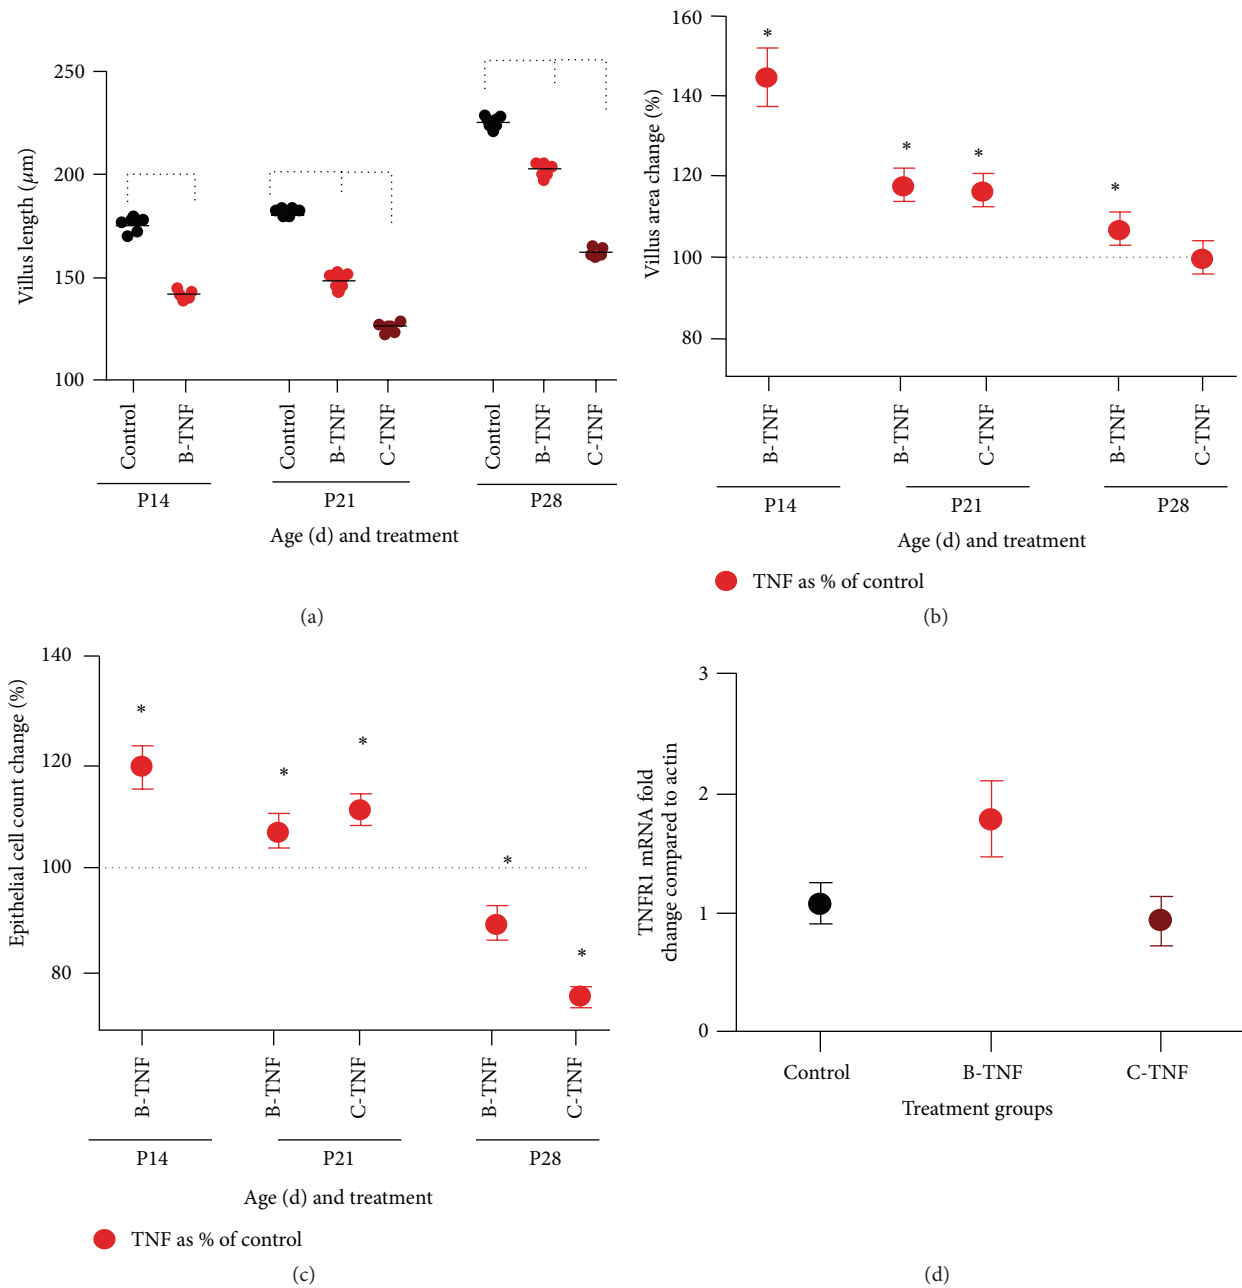 250
200
150
100
Villus length (μm)
Control
B-TNF
Control
B-TNF
C-TNF
Control
B-TNF
C-TNF
P14
P21
P28
Age (d) and treatment
(a)
160
140
120
100
80
Villus area change (%)
*
*
*
*
B-TNF
B-TNF
C-TNF
B-TNF
C-TNF
P14
P21
P28
Age (d) and treatment
TNF as % of control
(b)
140
120
100
80
Epithelial cell count change (%)
*
*
*
*
*
B-TNF
B-TNF
C-TNF
B-TNF
C-TNF
P14
P21
P28
Age (d) and treatment
TNF as % of control
(c)
3
2
1
0
TNFR1 mRNA fold
change compared to actin
Control
B-TNF
C-TNF
Treatment groups
(d)